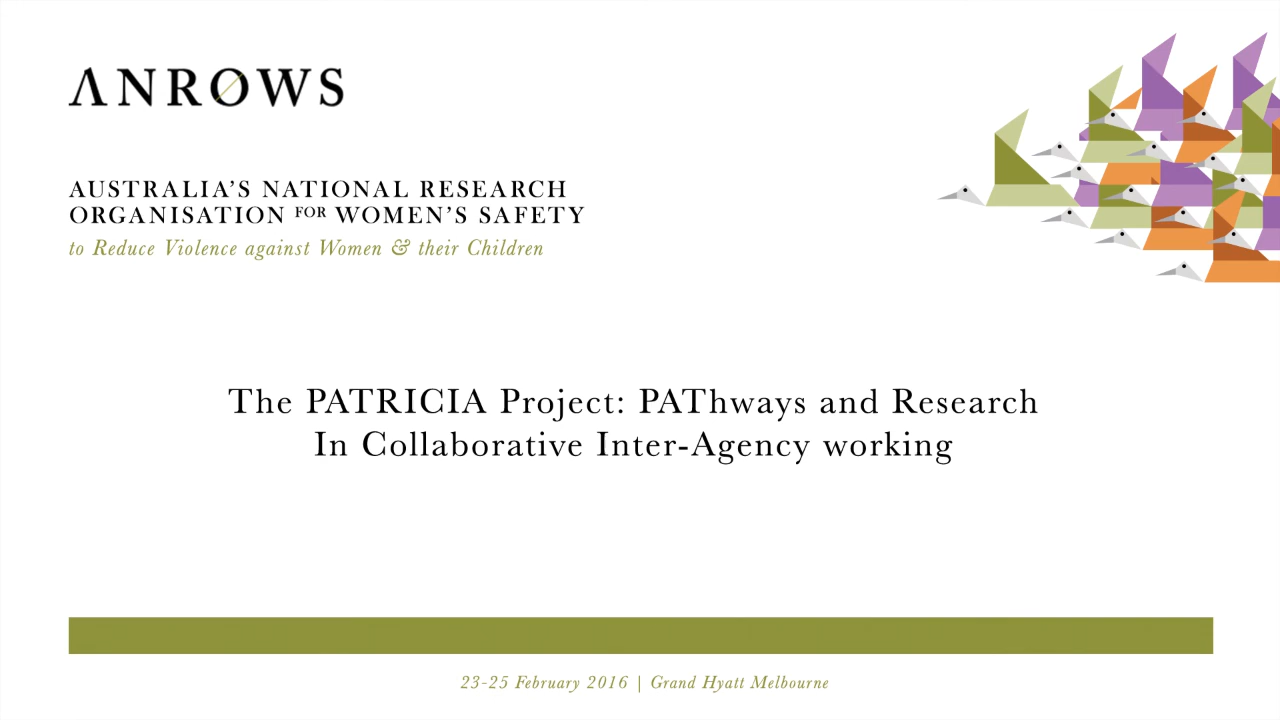 ANROWS
AUSTRALIA'S NATIONAL RESEARCH
ORGANISATION FOR WOMEN'S SAFETY
to Reduce Violence against Women & their Children
The PATRICIA Project: PAThways and Research
In Collaborative Inter-Agency working
23-25 February 2016 | Grand Hyatt Melbourne